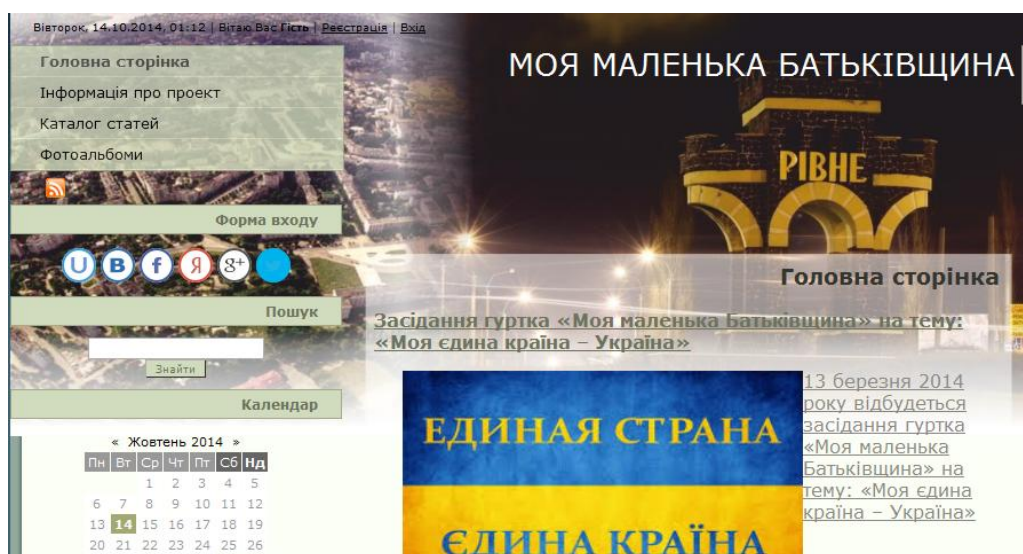 Вівторок, 14.10.2014, 01:12 | Вітаю Вас Гість | Реєстрація | Вхід
МОЯ МАЛЕНЬКА БАТЬКІВЩИНА
Головна сторінка
Інформація про проект
Каталог статей
Фотоальбоми
РІВНЕ
Форма входу
U В f Я g+
Пошук
Знайти
Календар
« Жовтень 2014 »
Пн Вт Ср Чт Пт Сб Нд
1 2 3 4 5
6 7 8 9 10 11 12
13 14 15 16 17 18 19
20 21 22 23 24 25 26
Головна сторінка
Засідання гуртка «Моя маленька Батьківщина» на тему:
«Моя єдина країна – Україна»
ЕДИНАЯ СТРАНА
ЄДИНА КРАЇНА
13 березня 2014
року відбудеться
засідання гуртка
«Моя маленька
Батьківщина» на
тему: «Моя єдина
країна – Україна»